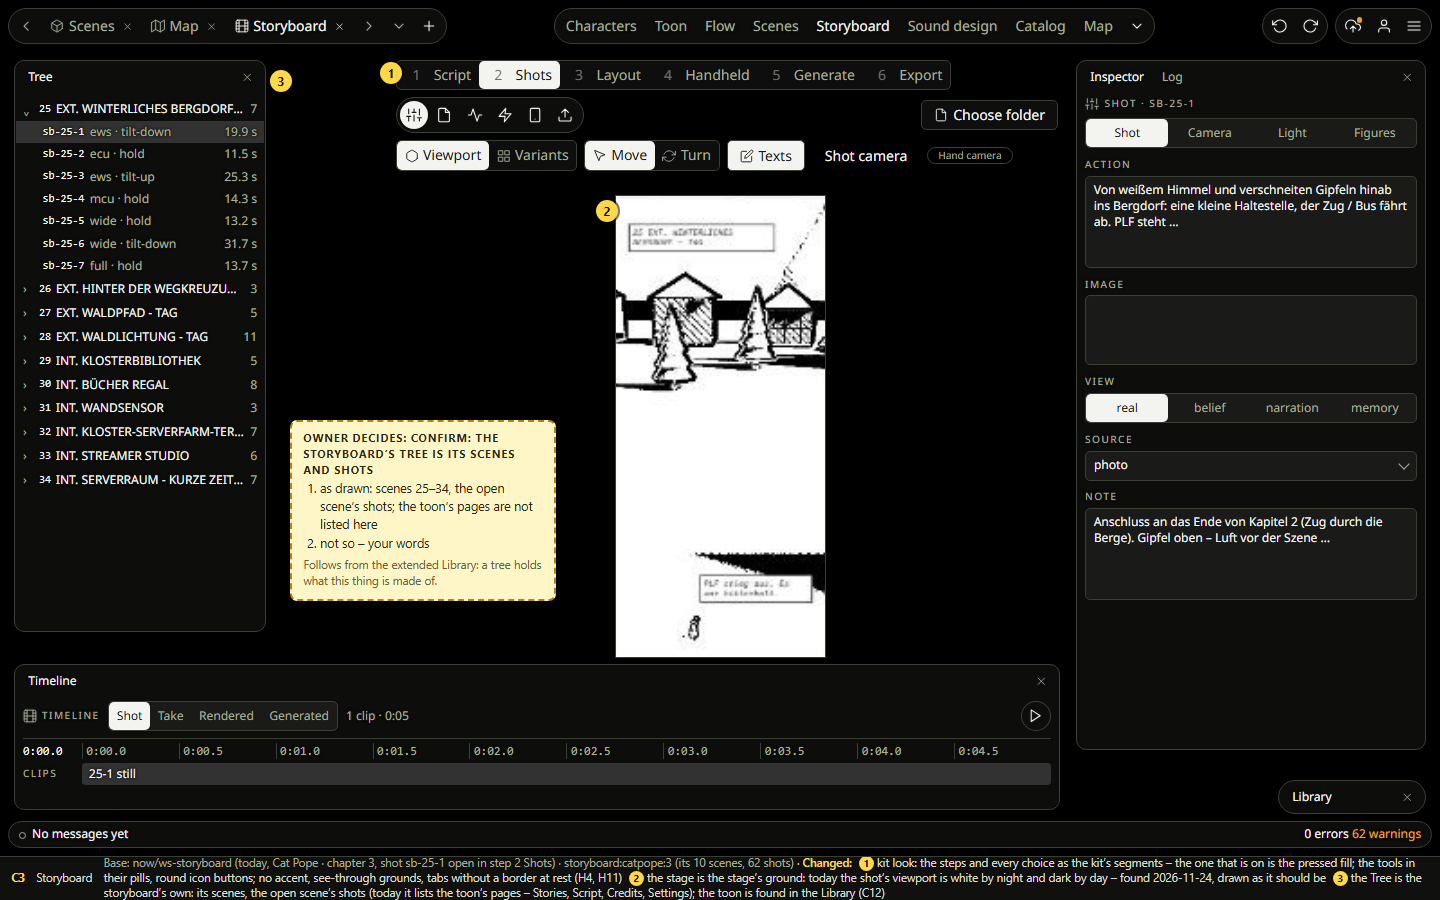 Scenes × Map × Storyboard ×
Characters Toon Flow Scenes Storyboard Sound design Catalog Map
Tree
25 EXT. WINTERLICHES BERGDORF... 7
sb-25-1 ews · tilt-down 19.9 s
sb-25-2 ecu · hold 11.5 s
sb-25-3 ews · tilt-up 25.3 s
sb-25-4 mcu · hold 14.3 s
sb-25-5 wide · hold 13.2 s
sb-25-6 wide · tilt-down 31.7 s
sb-25-7 full · hold 13.7 s
26 EXT. HINTER DER WEGKREUZU... 3
27 EXT. WALDPFAD - TAG 5
28 EXT. WALDLICHTUNG - TAG 11
29 INT. KLOSTERBIBLIOTHEK 5
30 INT. BÜCHER REGAL 8
31 INT. WANDSENSOR 3
32 INT. KLOSTER-SERVERFARM-TER... 7
33 INT. STREAMER STUDIO 6
34 INT. SERVERRAUM - KURZE ZEIT... 7
3
1
1 Script 2 Shots 3 Layout 4 Handheld 5 Generate 6 Export
Choose folder
Viewport Variants Move Turn Texts Shot camera Hand camera
2
25 EXT. WINTERLICHES
BERGDORF - TAG
OWNER DECIDES: CONFIRM: THE
STORYBOARD'S TREE IS ITS SCENES
AND SHOTS
1. as drawn: scenes 25–34, the open
scene's shots; the toon's pages are not
listed here
2. not so – your words
Follows from the extended Library: a tree holds
what this thing is made of.
PLF stieg aus. Es
war bitterkalt.
Inspector Log
SHOT · SB-25-1
Shot Camera Light Figures
ACTION
Von weißem Himmel und verschneiten Gipfeln hinab
ins Bergdorf: eine kleine Haltestelle, der Zug / Bus fährt
ab. PLF steht ...
IMAGE
VIEW
real belief narration memory
SOURCE
photo
NOTE
Anschluss an das Ende von Kapitel 2 (Zug durch die
Berge). Gipfel oben – Luft vor der Szene ...
Timeline
TIMELINE Shot Take Rendered Generated 1 clip · 0:05
0:00.0 0:00.0 0:00.5 0:01.0 0:01.5 0:02.0 0:02.5 0:03.0 0:03.5 0:04.0 0:04.5
CLIPS 25-1 still
Library
No messages yet
0 errors 62 warnings
C3 Storyboard
Base: now/ws-storyboard (today, Cat Pope · chapter 3, shot sb-25-1 open in step 2 Shots) · storyboard:catpope:3 (its 10 scenes, 62 shots) · Changed: 1 kit look: the steps and every choice as the kit's segments – the one that is on is the pressed fill; the tools in
their pills, round icon buttons; no accent, see-through grounds, tabs without a border at rest (H4, H11) 2 the stage is the stage's ground: today the shot's viewport is white by night and dark by day – found 2026-11-24, drawn as it should be 3 the Tree is the
storyboard's own: its scenes, the open scene's shots (today it lists the toon's pages – Stories, Script, Credits, Settings); the toon is found in the Library (C12)